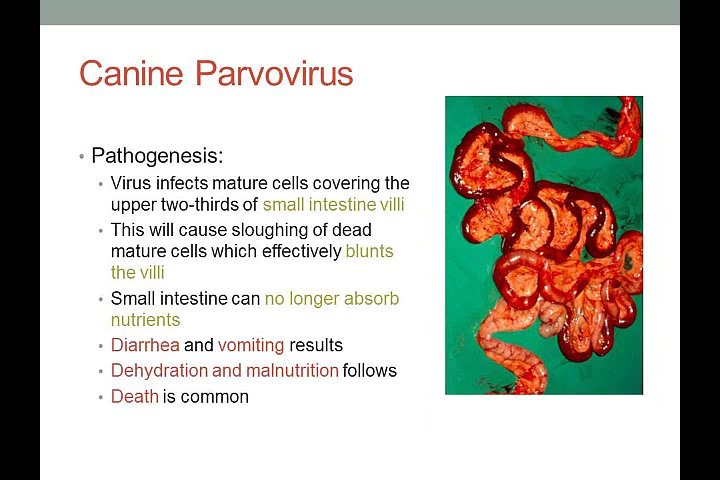 Canine Parvovirus
• Pathogenesis:
• Virus infects mature cells covering the
upper two-thirds of small intestine villi
• This will cause sloughing of dead
mature cells which effectively blunts
the villi
• Small intestine can no longer absorb
nutrients
• Diarrhea and vomiting results
• Dehydration and malnutrition follows
• Death is common